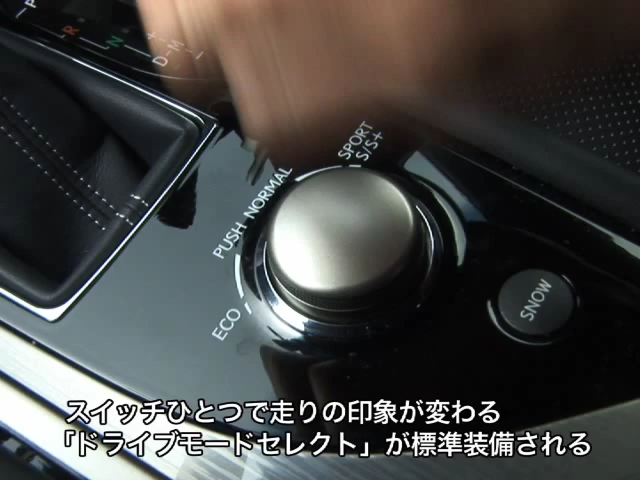 P
R
N
D-M
+
-
SPORT
S/S+
PUSH NORMAL
ECO
SNOW
スイッチひとつで走りの印象が変わる
「ドライブモードセレクト」が標準装備される